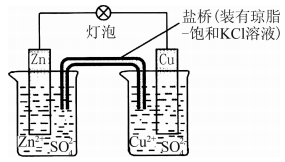 盐桥(装有琼脂
-饱和KCl溶液)
灯泡
Zn
Cu
Zn²⁺ SO₄²⁻
Cu²⁺ SO₄²⁻